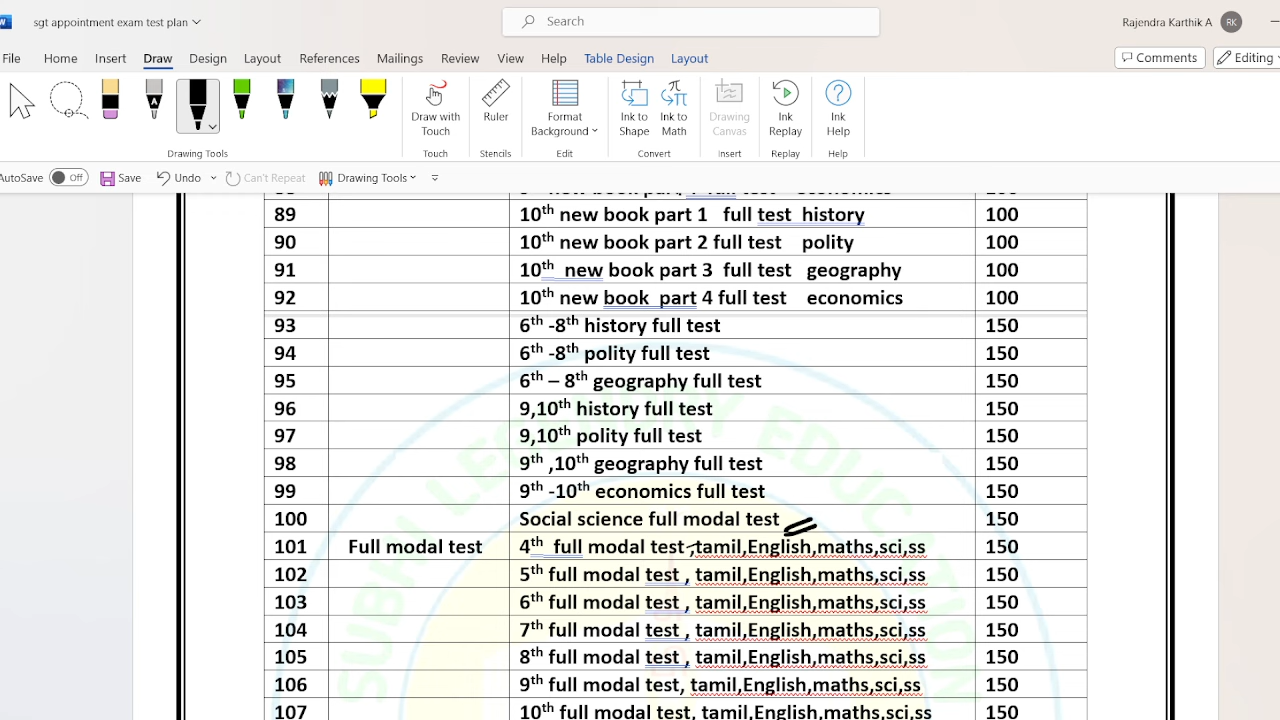 sgt appointment exam test plan
Search
Rajendra Karthik A RK
File Home Insert Draw Design Layout References Mailings Review View Help Table Design Layout
Comments Editing
Draw with Touch
Ruler
Format Background
Ink to Shape
Ink to Math
Drawing Canvas
Ink Replay
Ink Help
Drawing Tools Touch Stencils Edit Convert Insert Replay Help
AutoSave Off Save Undo Can't Repeat Drawing Tools
89 10th new book part 1 full test history 100
90 10th new book part 2 full test polity 100
91 10th new book part 3 full test geography 100
92 10th new book part 4 full test economics 100
93 6th -8th history full test 150
94 6th -8th polity full test 150
95 6th – 8th geography full test 150
96 9,10th history full test 150
97 9,10th polity full test 150
98 9th ,10th geography full test 150
99 9th -10th economics full test 150
100 Social science full modal test 150
101 Full modal test 4th full modal test ,tamil,English,maths,sci,ss 150
102 5th full modal test , tamil,English,maths,sci,ss 150
103 6th full modal test , tamil,English,maths,sci,ss 150
104 7th full modal test , tamil,English,maths,sci,ss 150
105 8th full modal test , tamil,English,maths,sci,ss 150
106 9th full modal test, tamil,English,maths,sci,ss 150
107 10th full modal test, tamil,English,maths,sci,ss 150